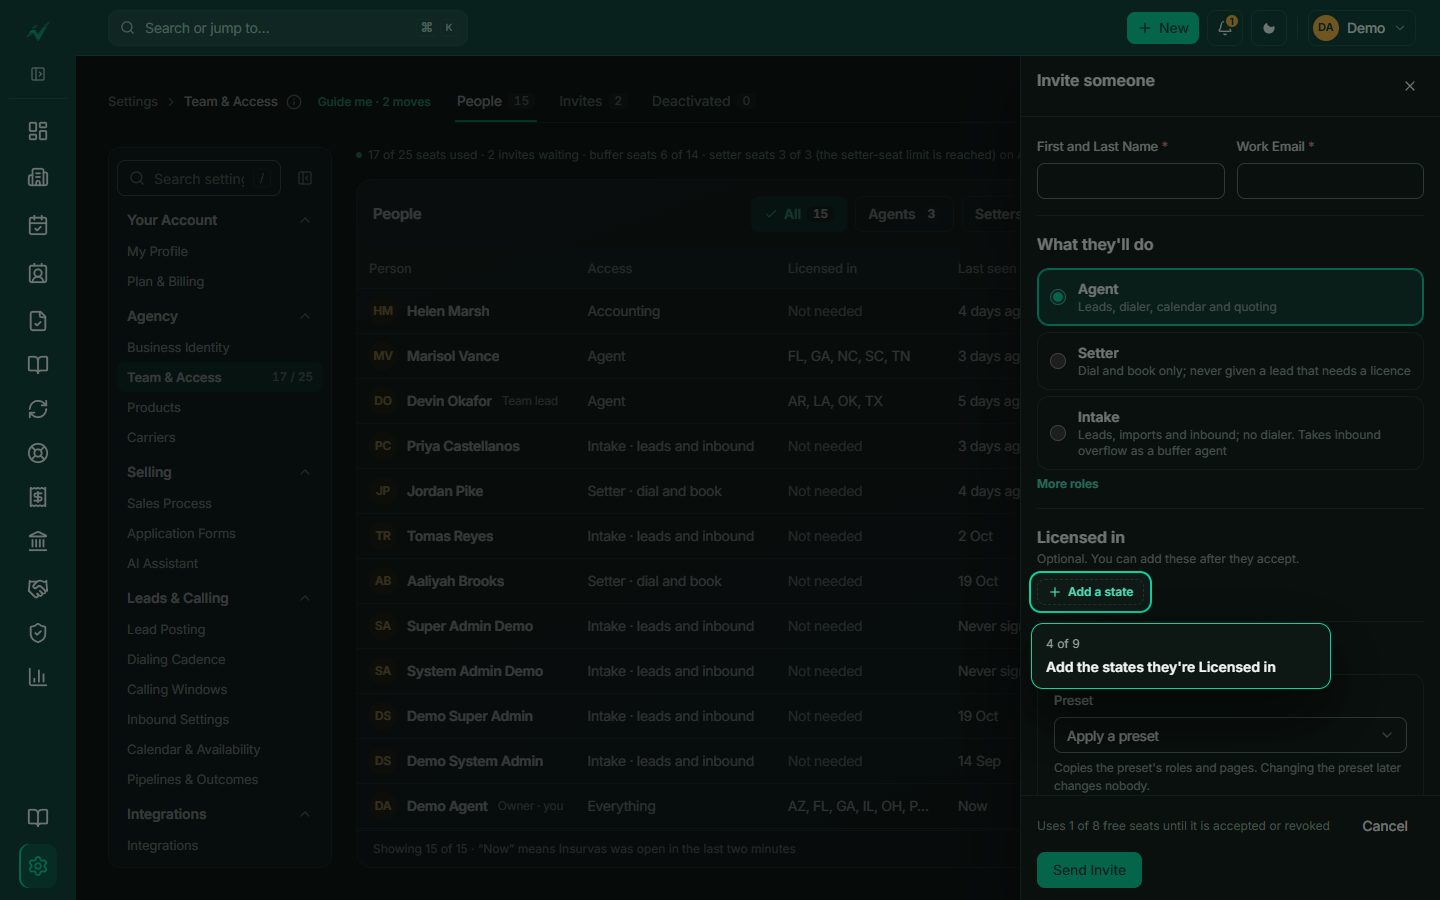 Search or jump to...
⌘ K
New
1
DA Demo
Settings > Team & Access
Guide me · 2 moves
People 15
Invites 2
Deactivated 0
Search setting /
Your Account
My Profile
Plan & Billing
Agency
Business Identity
Team & Access 17 / 25
Products
Carriers
Selling
Sales Process
Application Forms
AI Assistant
Leads & Calling
Lead Posting
Dialing Cadence
Calling Windows
Inbound Settings
Calendar & Availability
Pipelines & Outcomes
Integrations
Integrations
17 of 25 seats used · 2 invites waiting · buffer seats 6 of 14 · setter seats 3 of 3 (the setter-seat limit is reached) on
People
All 15
Agents 3
Setters
Person Access Licensed in Last seen
HM Helen Marsh Accounting Not needed 4 days ag
MV Marisol Vance Agent FL, GA, NC, SC, TN 3 days ag
DO Devin Okafor Team lead Agent AR, LA, OK, TX 5 days ag
PC Priya Castellanos Intake · leads and inbound Not needed 3 days ag
JP Jordan Pike Setter · dial and book Not needed 4 days ag
TR Tomas Reyes Intake · leads and inbound Not needed 2 Oct
AB Aaliyah Brooks Setter · dial and book Not needed 19 Oct
SA Super Admin Demo Intake · leads and inbound Not needed Never sig
SA System Admin Demo Intake · leads and inbound Not needed Never sig
DS Demo Super Admin Intake · leads and inbound Not needed 19 Oct
DS Demo System Admin Intake · leads and inbound Not needed 14 Sep
DA Demo Agent Owner · you Everything AZ, FL, GA, IL, OH, P... Now
Showing 15 of 15 · "Now" means Insurvas was open in the last two minutes
Invite someone
First and Last Name *
Work Email *
What they'll do
Agent
Leads, dialer, calendar and quoting
Setter
Dial and book only; never given a lead that needs a licence
Intake
Leads, imports and inbound; no dialer. Takes inbound
overflow as a buffer agent
More roles
Licensed in
Optional. You can add these after they accept.
+ Add a state
4 of 9
Add the states they're Licensed in
Preset
Apply a preset
Copies the preset's roles and pages. Changing the preset later
changes nobody.
Uses 1 of 8 free seats until it is accepted or revoked
Cancel
Send Invite